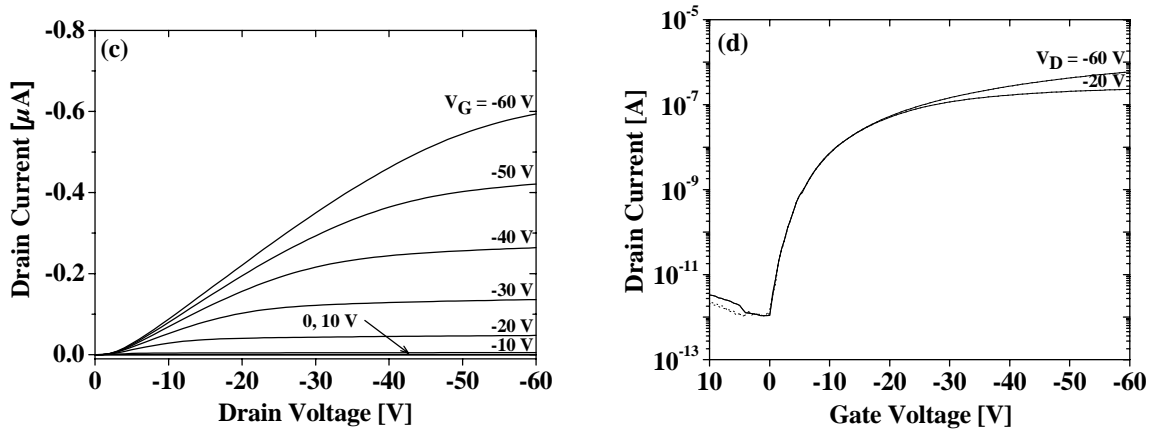 (c)
-0.8
-0.6
-0.4
-0.2
0.0
Drain Current [μA]
V_G = -60 V
-50 V
-40 V
-30 V
-20 V
-10 V
0, 10 V
0 -10 -20 -30 -40 -50 -60
Drain Voltage [V]
(d)
10^-5
10^-7
10^-9
10^-11
10^-13
Drain Current [A]
V_D = -60 V
-20 V
10 0 -10 -20 -30 -40 -50 -60
Gate Voltage [V]